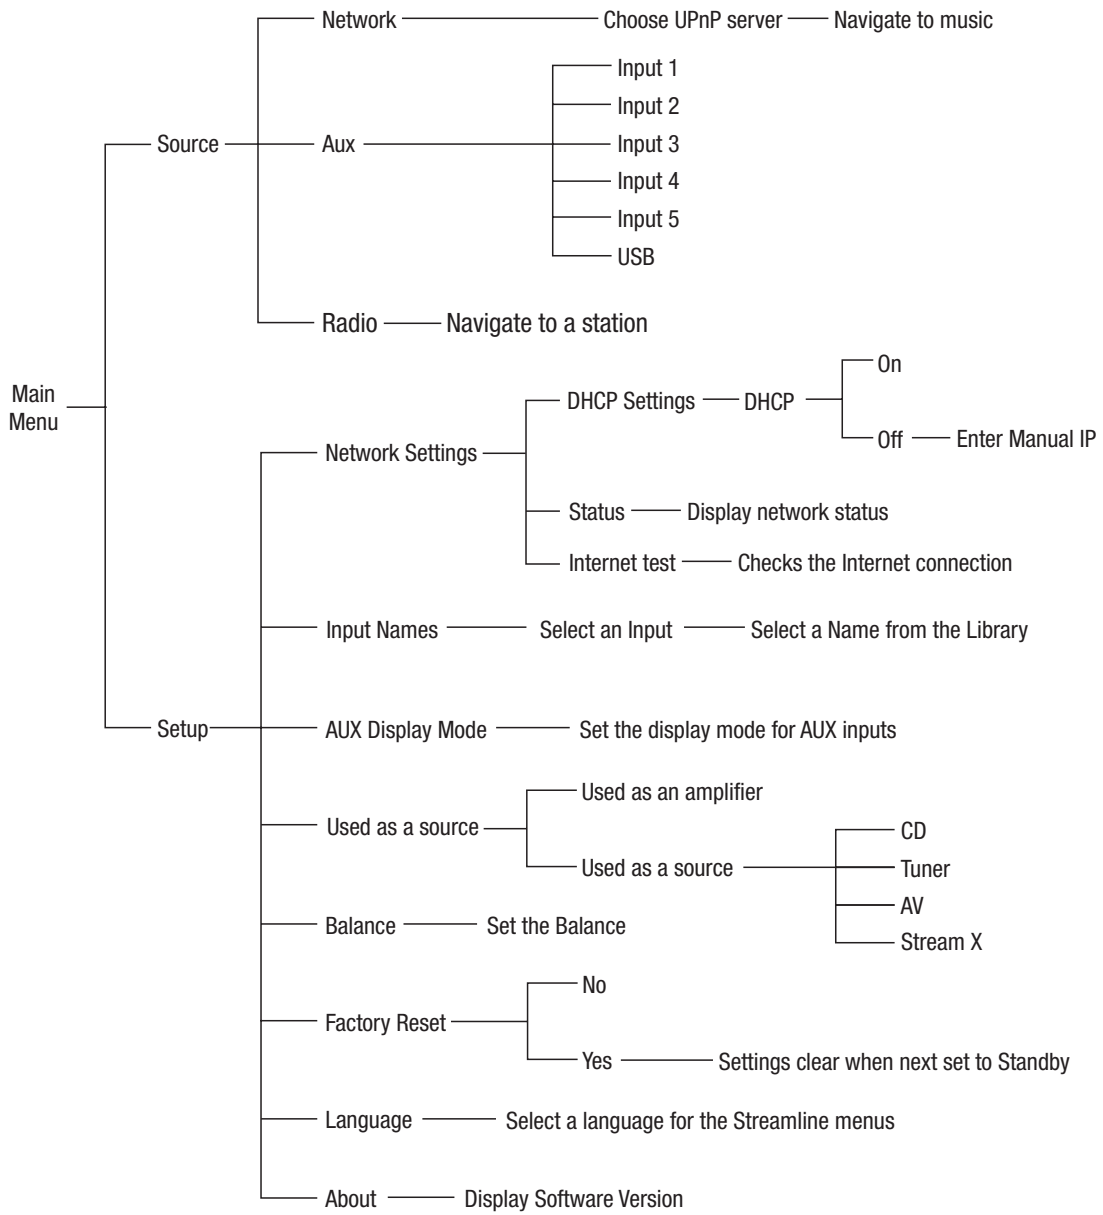 Network
Choose UPnP server
Navigate to music
Input 1
Input 2
Source
Aux
Input 3
Input 4
Input 5
USB
Radio
Navigate to a station
Main
Menu
On
DHCP Settings
DHCP
Off
Enter Manual IP
Network Settings
Status
Display network status
Internet test
Checks the Internet connection
Input Names
Select an Input
Select a Name from the Library
Setup
AUX Display Mode
Set the display mode for AUX inputs
Used as an amplifier
Used as a source
CD
Used as a source
Tuner
AV
Stream X
Balance
Set the Balance
No
Factory Reset
Yes
Settings clear when next set to Standby
Language
Select a language for the Streamline menus
About
Display Software Version